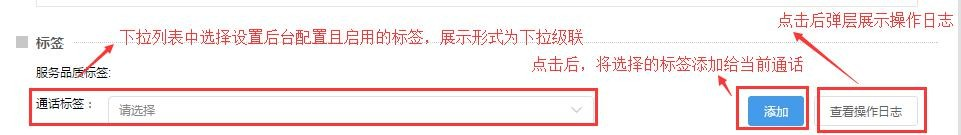 点击后弹层展示操作日志
标签
下拉列表中选择设置后台配置且启用的标签，展示形式为下拉级联
点击后，将选择的标签添加给当前通话
服务品质标签:
通话标签：
请选择
添加
查看操作日志